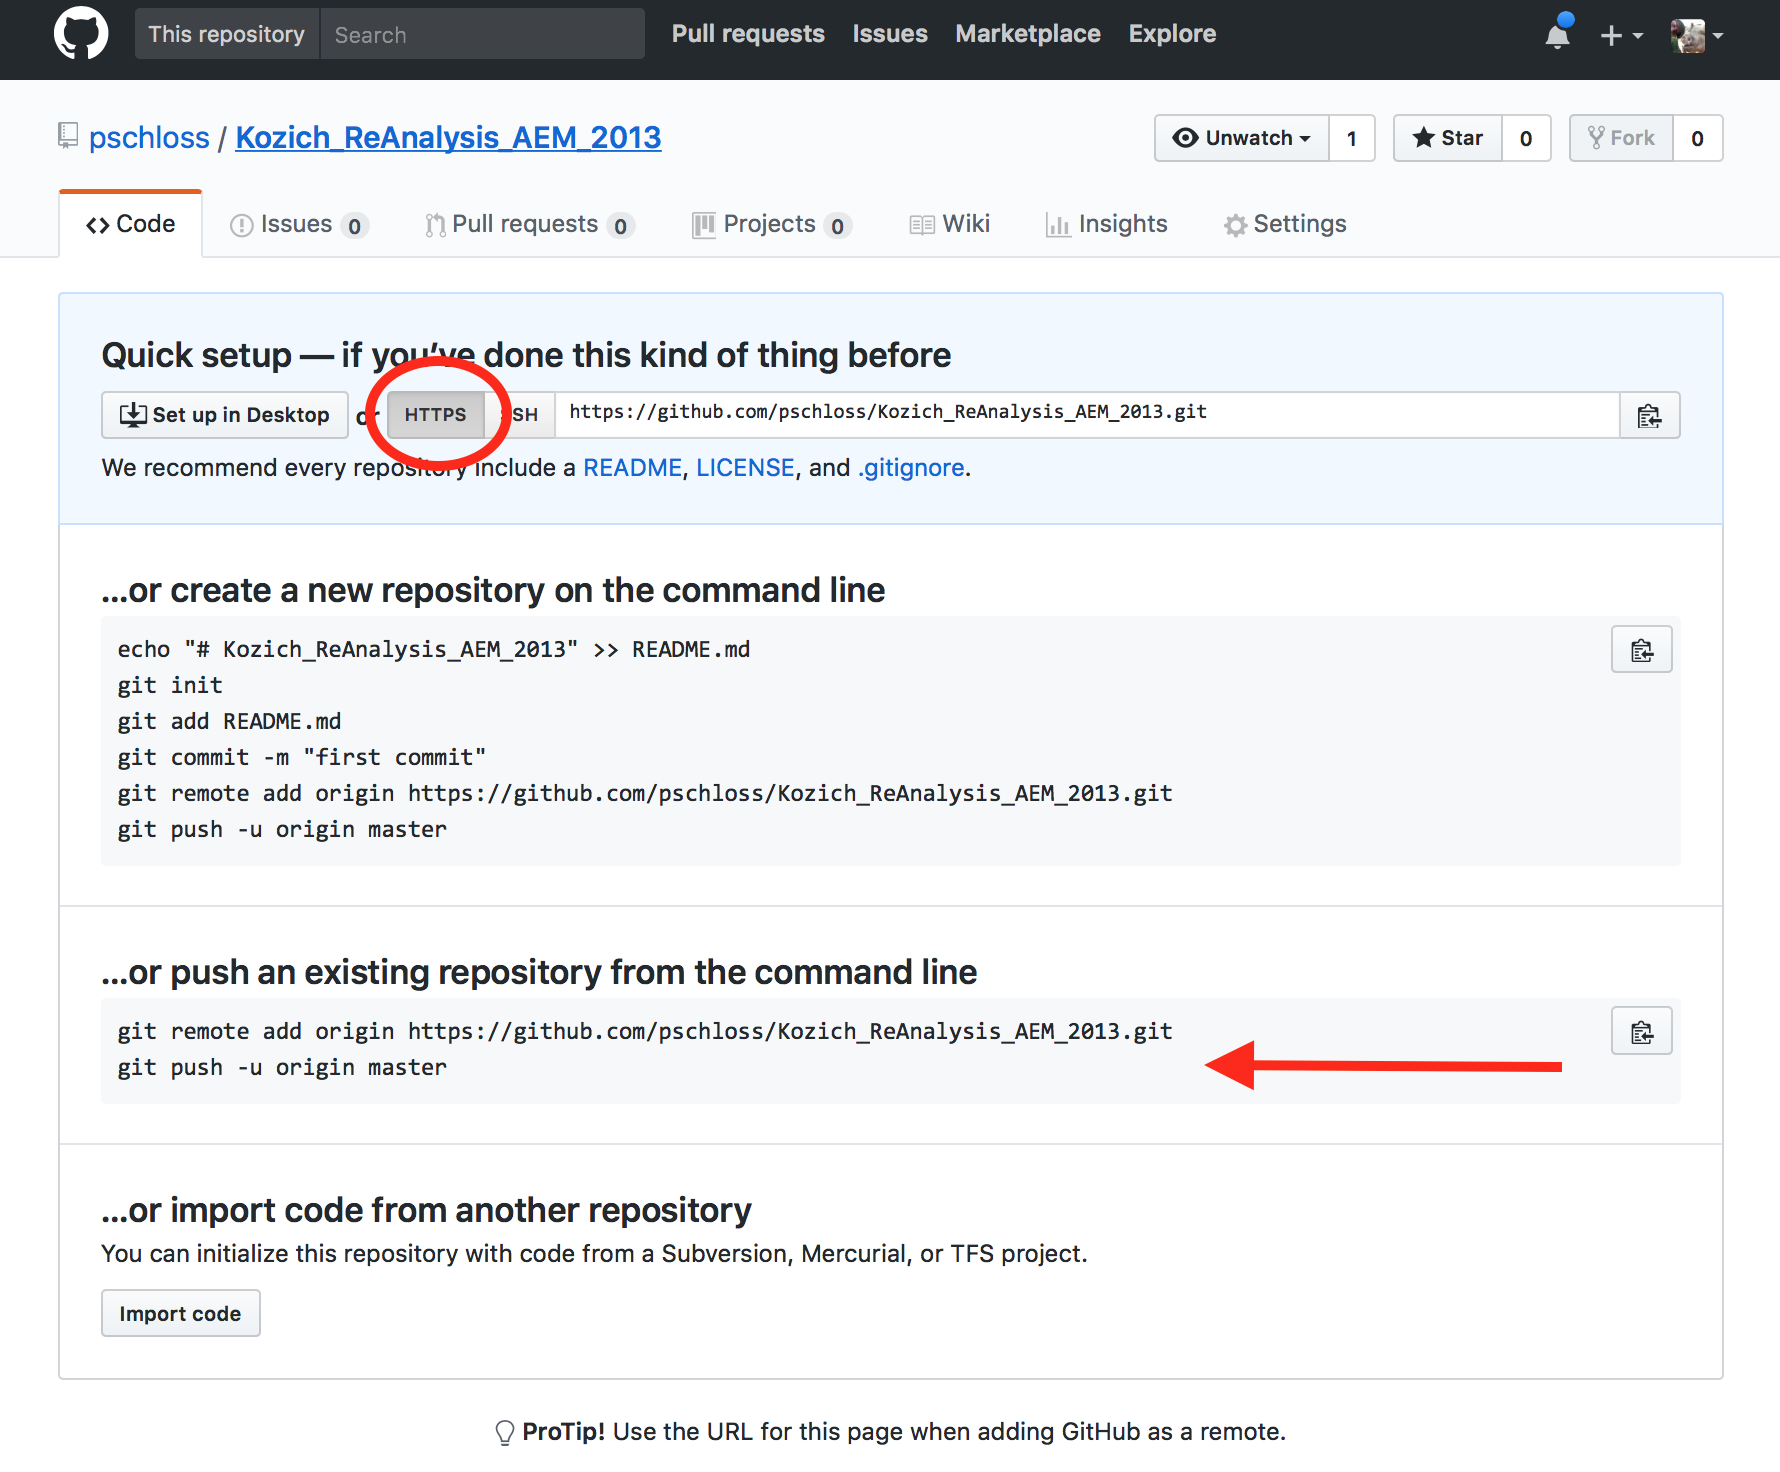 This repository Search Pull requests Issues Marketplace Explore
pschloss / Kozich_ReAnalysis_AEM_2013 Unwatch 1 Star 0 Fork 0
Code Issues 0 Pull requests 0 Projects 0 Wiki Insights Settings
Quick setup — if you've done this kind of thing before
Set up in Desktop or HTTPS SSH https://github.com/pschloss/Kozich_ReAnalysis_AEM_2013.git
We recommend every repository include a README, LICENSE, and .gitignore.
…or create a new repository on the command line
echo "# Kozich_ReAnalysis_AEM_2013" >> README.md
git init
git add README.md
git commit -m "first commit"
git remote add origin https://github.com/pschloss/Kozich_ReAnalysis_AEM_2013.git
git push -u origin master
…or push an existing repository from the command line
git remote add origin https://github.com/pschloss/Kozich_ReAnalysis_AEM_2013.git
git push -u origin master
…or import code from another repository
You can initialize this repository with code from a Subversion, Mercurial, or TFS project.
Import code
ProTip! Use the URL for this page when adding GitHub as a remote.